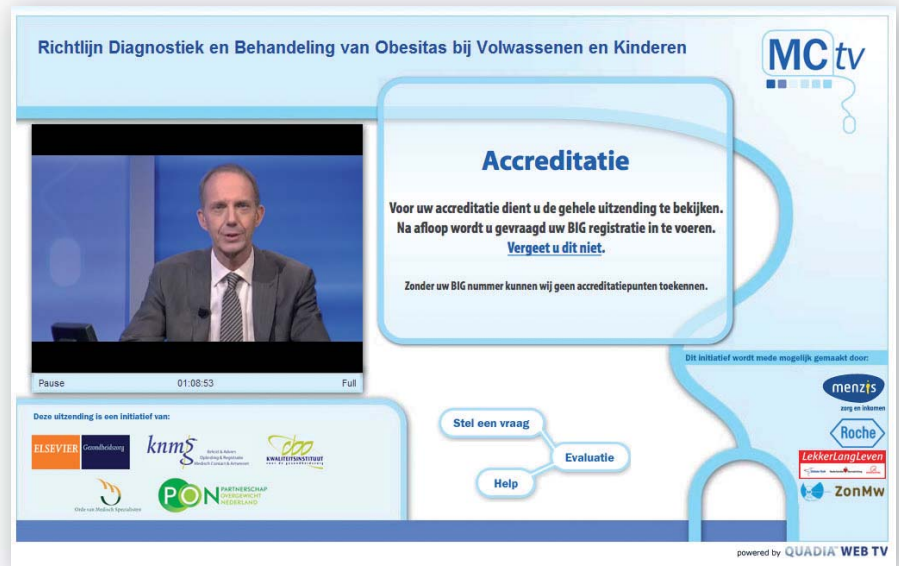 Richtlijn Diagnostiek en Behandeling van Obesitas bij Volwassenen en Kinderen
MCtv
Accreditatie
Voor uw accreditatie dient u de gehele uitzending te bekijken.
Na afloop wordt u gevraagd uw BIG registratie in te voeren.
Vergeet u dit niet.
Zonder uw BIG nummer kunnen wij geen accreditatiepunten toekennen.
Pause 01:08:53 Full
Deze uitzending is een initiatief van:
ELSEVIER Gezondheidszorg
knmg
cbo
KWALITEITSINSTITUUT
voor de gezondheidszorg
Orde van Medisch Specialisten
PON PARTNERSCHAP
OVERGEWICHT
NEDERLAND
Stel een vraag
Evaluatie
Help
Dit initiatief wordt mede mogelijk gemaakt door:
menzis
zorg en inkomen
Roche
LekkerLangLeven
ZonMw
powered by QUADIA WEB TV